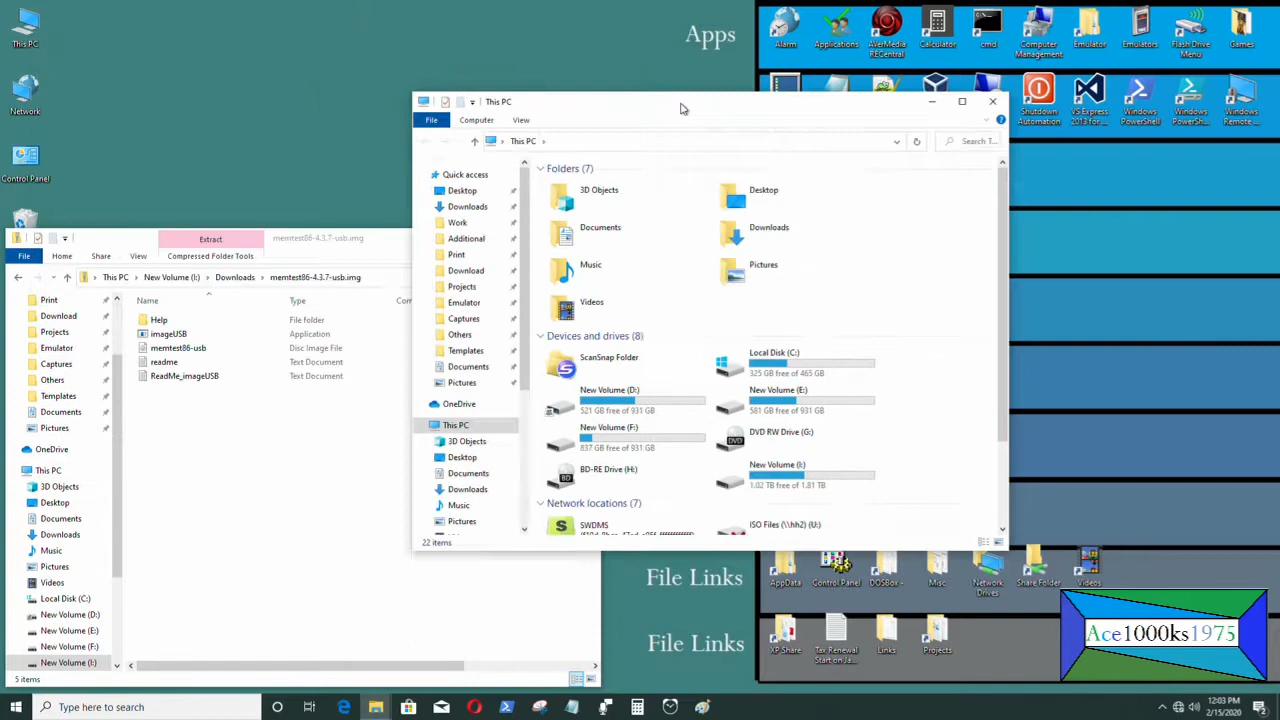 This PC
Network
Control Panel
Apps
Alarm
Applications
AVerMedia
RECentral
Calculator
cmd
Computer
Management
Emulator
Emulators
Flash Drive
Menu
Games
Shutdown
Automation
VS Express
2013 for ...
Windows
PowerShell
Windows
PowerSh...
Windows
Remote ...
This PC
File
Computer
View
This PC
Search T...
Quick access
Desktop
Downloads
Work
Additional
Print
Download
Projects
Emulator
Captures
Others
Templates
Documents
Pictures
OneDrive
This PC
3D Objects
Desktop
Documents
Downloads
Music
Pictures
22 items
Folders (7)
3D Objects
Desktop
Documents
Downloads
Music
Pictures
Videos
Devices and drives (8)
ScanSnap Folder
Local Disk (C:)
325 GB free of 465 GB
New Volume (D:)
521 GB free of 931 GB
New Volume (E:)
581 GB free of 931 GB
New Volume (F:)
837 GB free of 931 GB
DVD RW Drive (G:)
BD-RE Drive (H:)
New Volume (I:)
1.02 TB free of 1.81 TB
Network locations (7)
SWDMS
ISO Files (\\hh2) (U:)
Extract
memtest86-4.3.7-usb.img
File
Home
Share
View
Compressed Folder Tools
This PC
New Volume (I:)
Downloads
memtest86-4.3.7-usb.img
Print
Download
Projects
Emulator
Captures
Others
Templates
Documents
Pictures
OneDrive
This PC
3D Objects
Desktop
Documents
Downloads
Music
Pictures
Videos
Local Disk (C:)
New Volume (D:)
New Volume (E:)
New Volume (F:)
New Volume (I:)
Name
Type
Help
File folder
imageUSB
Application
memtest86-usb
Disc Image File
readme
Text Document
ReadMe_imageUSB
Text Document
5 items
File Links
AppData
Control Panel
DOSBox -
Misc
Network
Drives
Share Folder
Videos
File Links
XP Share
Tax Renewal
Start on Ja...
Links
Projects
Ace1000ks1975
Type here to search
12:03 PM
2/15/2020